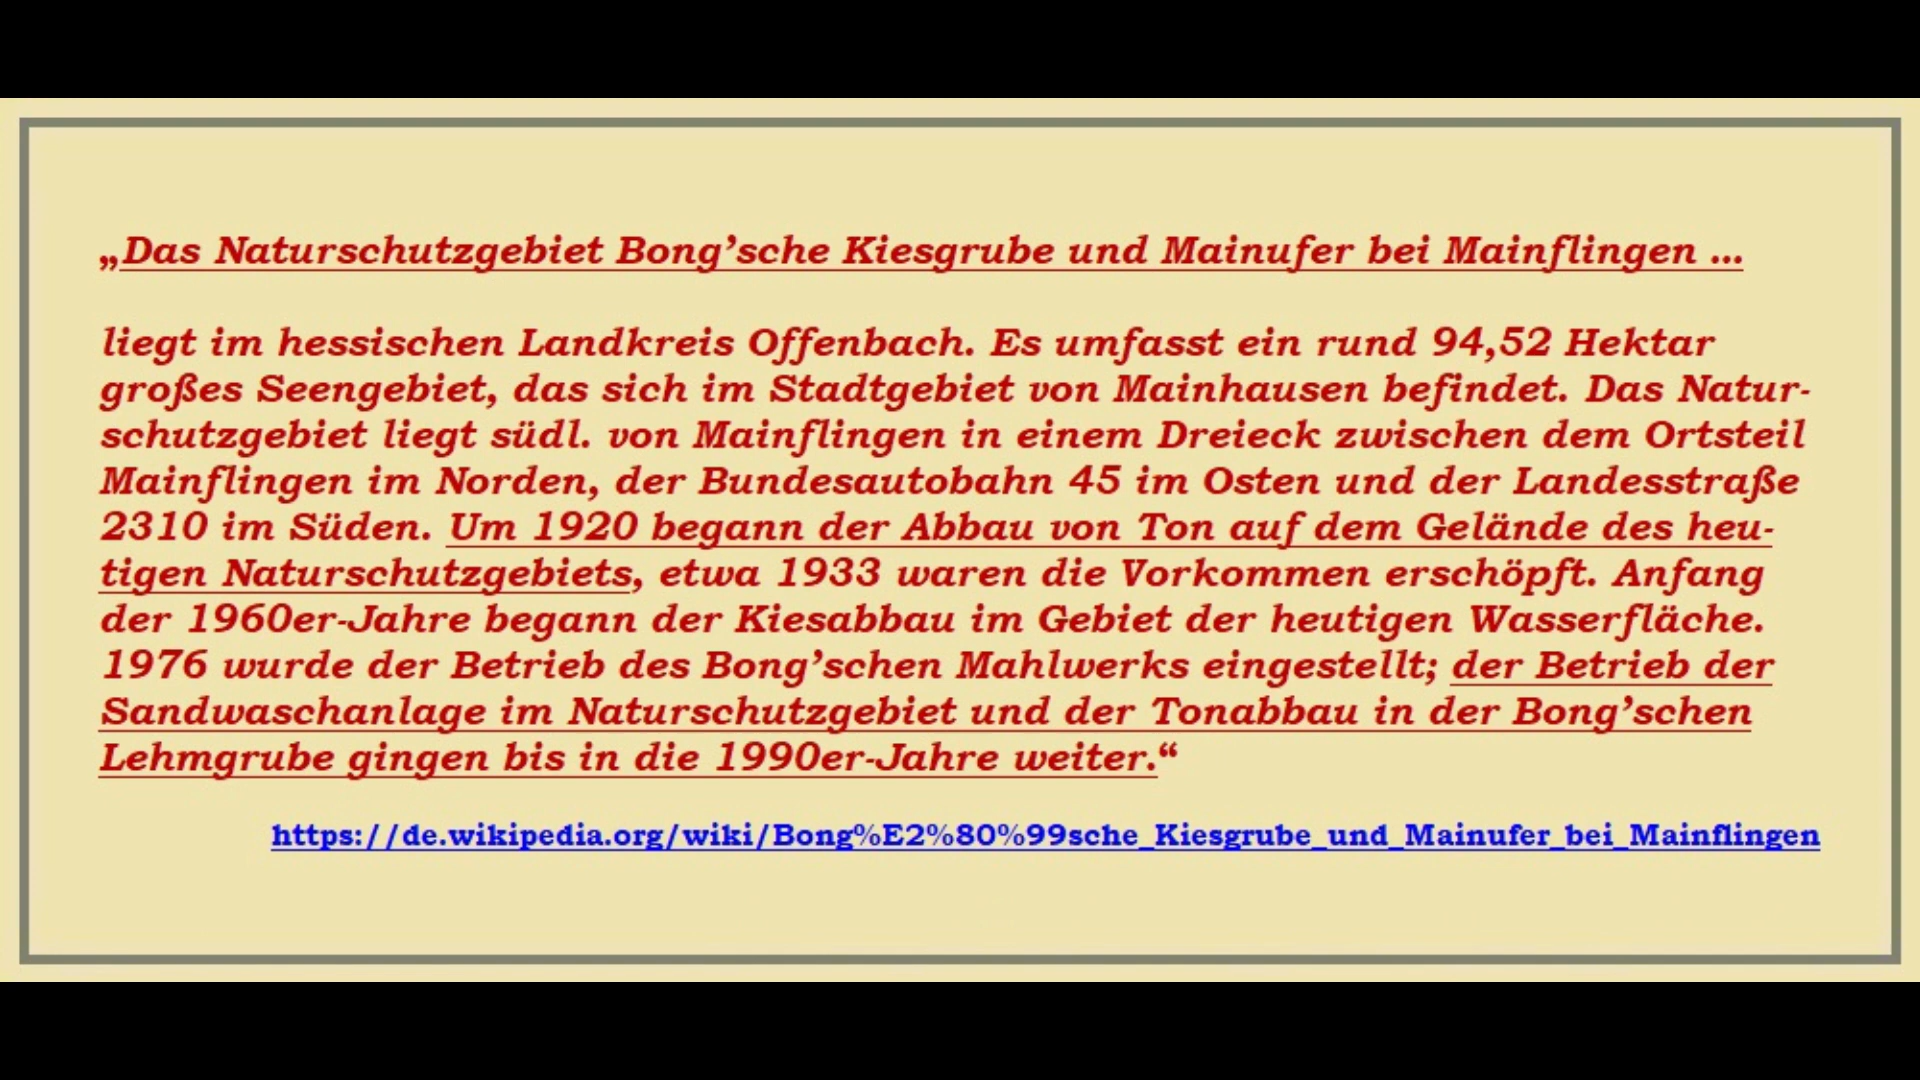 „Das Naturschutzgebiet Bong’sche Kiesgrube und Mainufer bei Mainflingen ...
liegt im hessischen Landkreis Offenbach. Es umfasst ein rund 94,52 Hektar
großes Seengebiet, das sich im Stadtgebiet von Mainhausen befindet. Das Natur-
schutzgebiet liegt südl. von Mainflingen in einem Dreieck zwischen dem Ortsteil
Mainflingen im Norden, der Bundesautobahn 45 im Osten und der Landesstraße
2310 im Süden. Um 1920 begann der Abbau von Ton auf dem Gelände des heu-
tigen Naturschutzgebiets, etwa 1933 waren die Vorkommen erschöpft. Anfang
der 1960er-Jahre begann der Kiesabbau im Gebiet der heutigen Wasserfläche.
1976 wurde der Betrieb des Bong’schen Mahlwerks eingestellt; der Betrieb der
Sandwaschanlage im Naturschutzgebiet und der Tonabbau in der Bong’schen
Lehmgrube gingen bis in die 1990er-Jahre weiter.“
https://de.wikipedia.org/wiki/Bong%E2%80%99sche_Kiesgrube_und_Mainufer_bei_Mainflingen